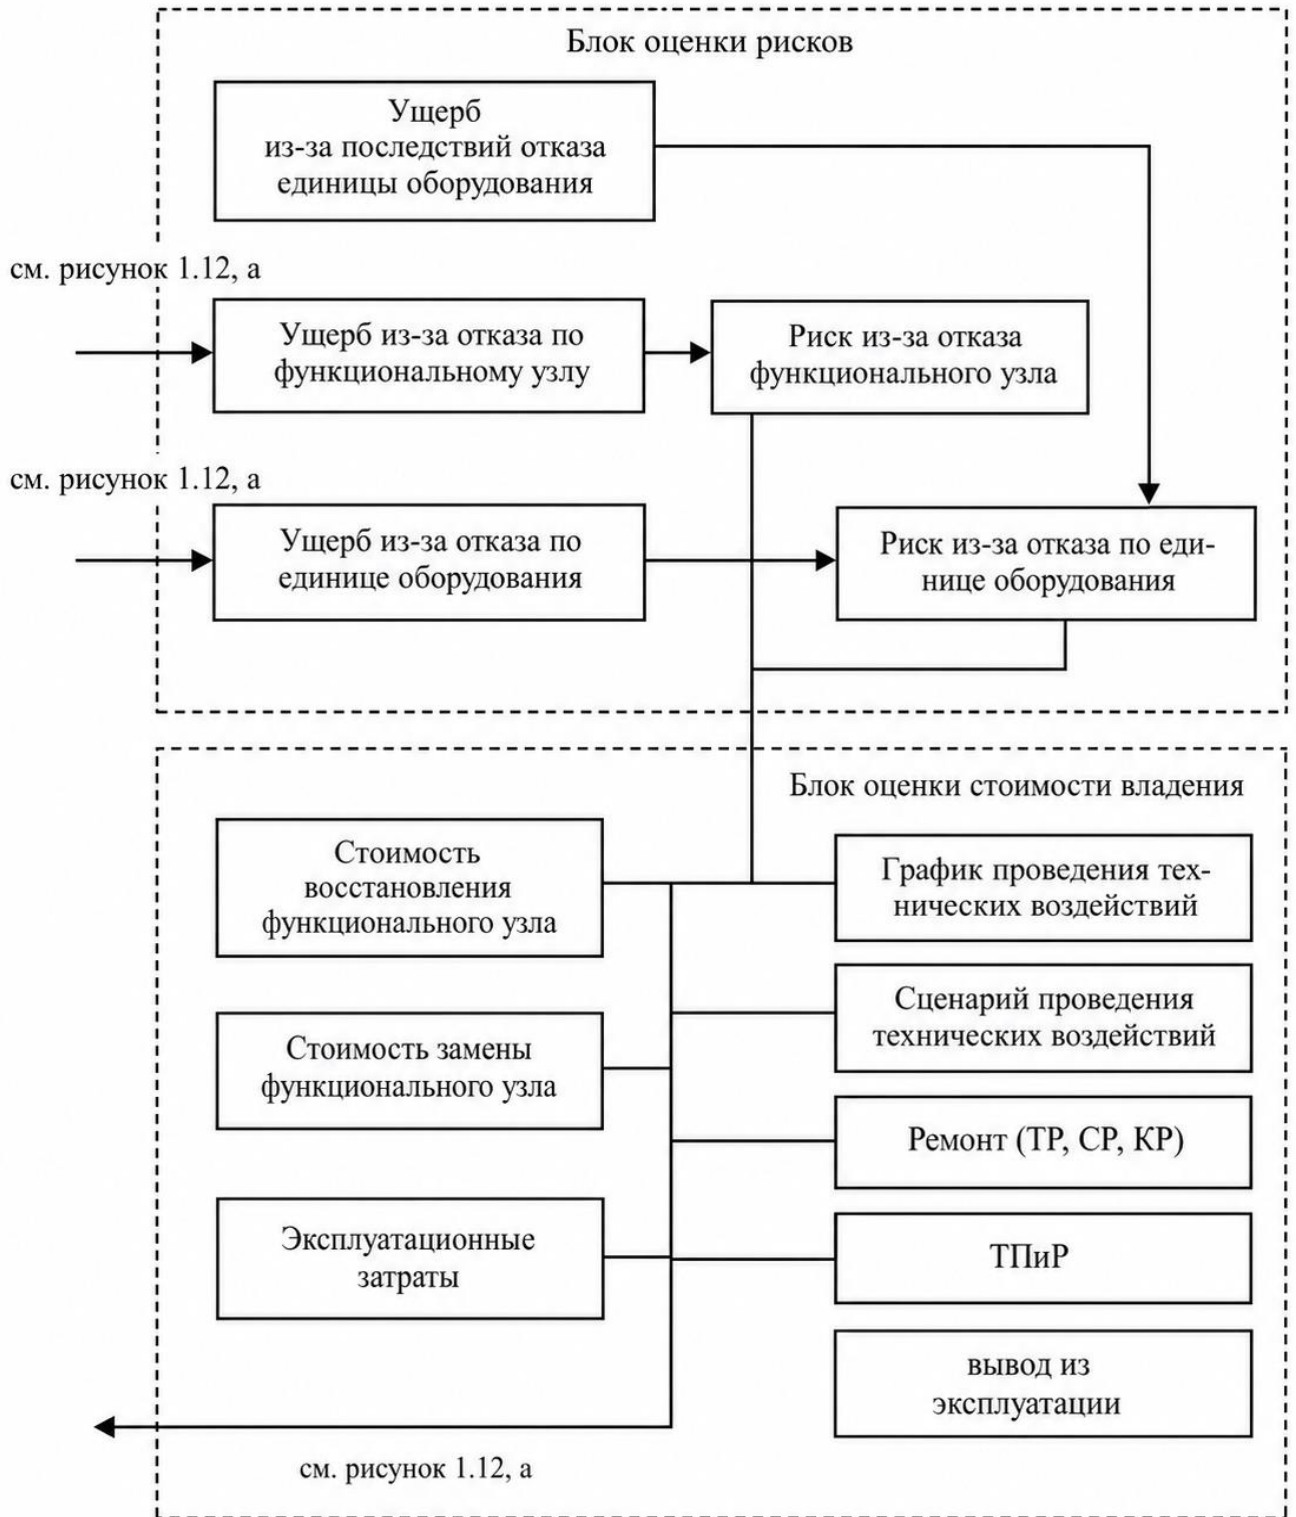 Блок оценки рисков
Ущерб
из-за последствий отказа
единицы оборудования
см. рисунок 1.12, а
Ущерб из-за отказа по
функциональному узлу
Риск из-за отказа
функционального узла
см. рисунок 1.12, а
Ущерб из-за отказа по
единице оборудования
Риск из-за отказа по еди-
нице оборудования
Блок оценки стоимости владения
Стоимость
восстановления
функционального узла
График проведения тех-
нических воздействий
Сценарий проведения
технических воздействий
Стоимость замены
функционального узла
Ремонт (ТР, СР, КР)
Эксплуатационные
затраты
ТПиР
вывод из
эксплуатации
см. рисунок 1.12, а